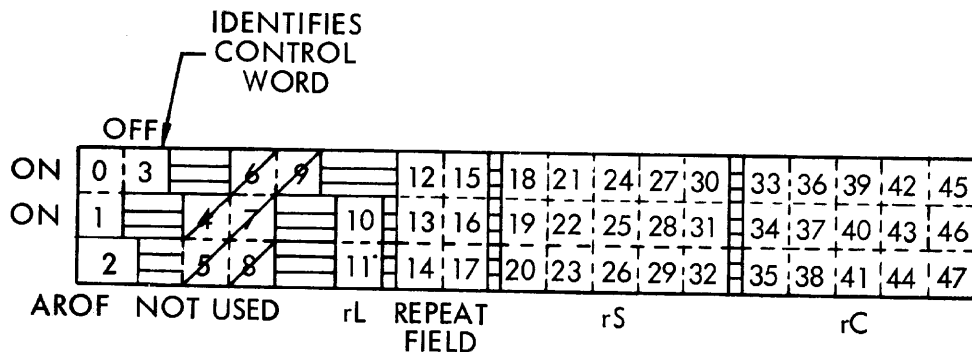 IDENTIFIES
CONTROL
WORD
OFF
ON 0 3 6 9 12 15 18 21 24 27 30 33 36 39 42 45
ON 1 4 7 10 13 16 19 22 25 28 31 34 37 40 43 46
2 5 8 11 14 17 20 23 26 29 32 35 38 41 44 47
AROF NOT USED rL REPEAT rS rC
FIELD